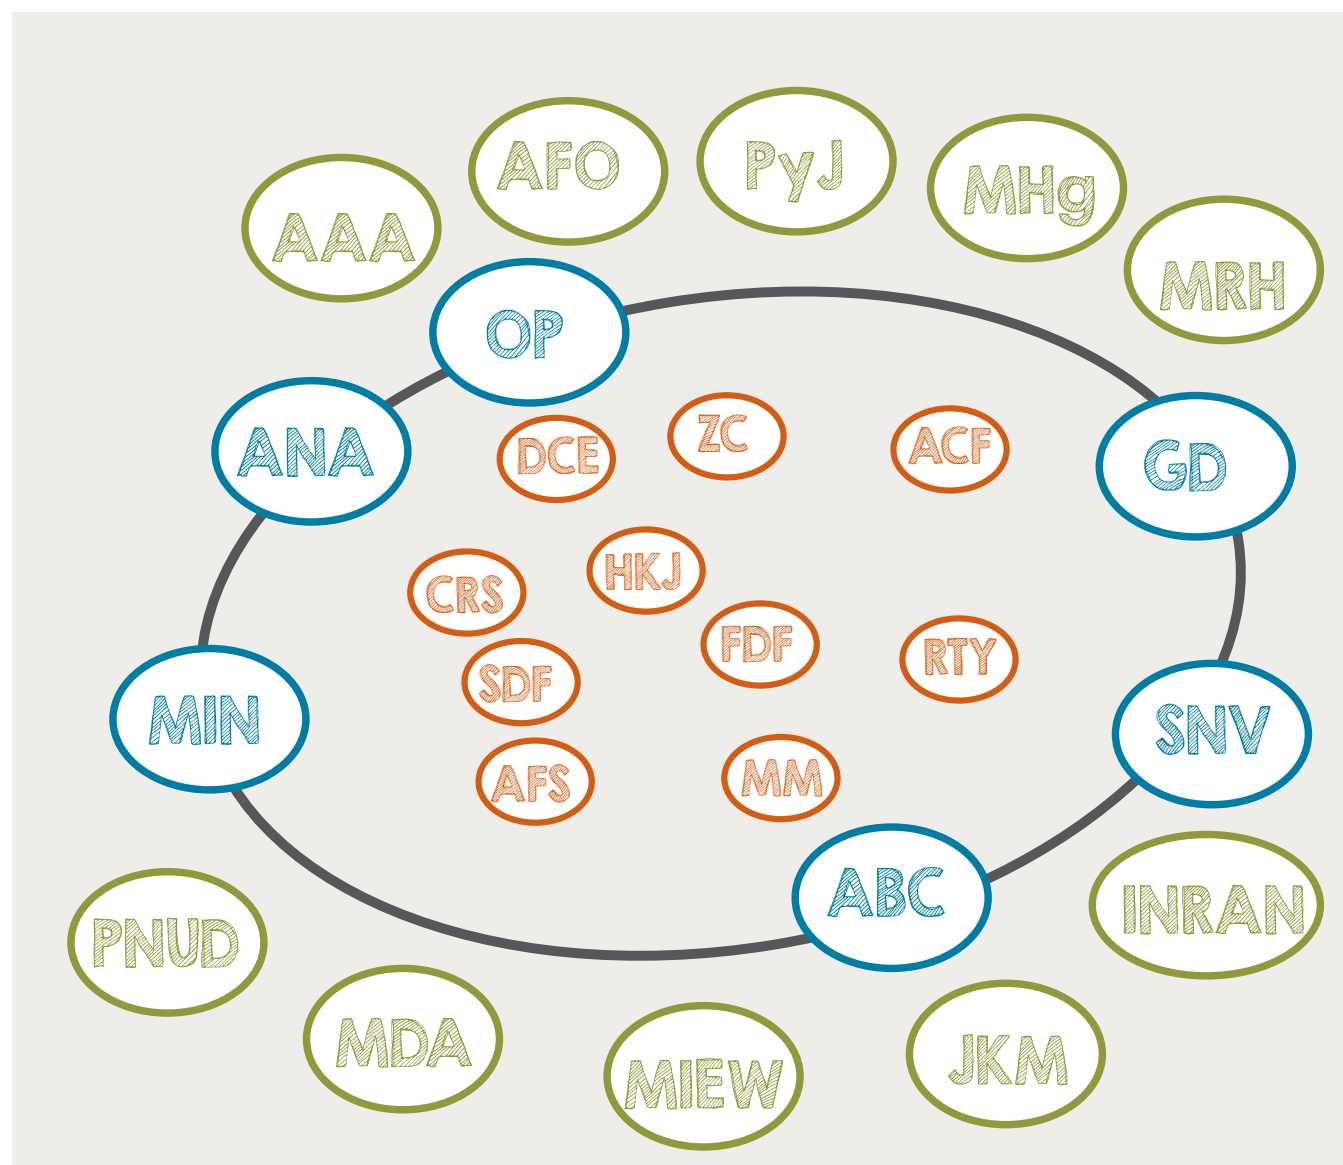 AFO
PyJ
MHg
AAA
MRH
OP
ANA
GD
DCE
ZC
ACF
HKJ
CRS
FDF
RTY
SDF
MIN
SNV
AFS
MM
ABC
INRAN
PNUD
MDA
MIEW
JKM